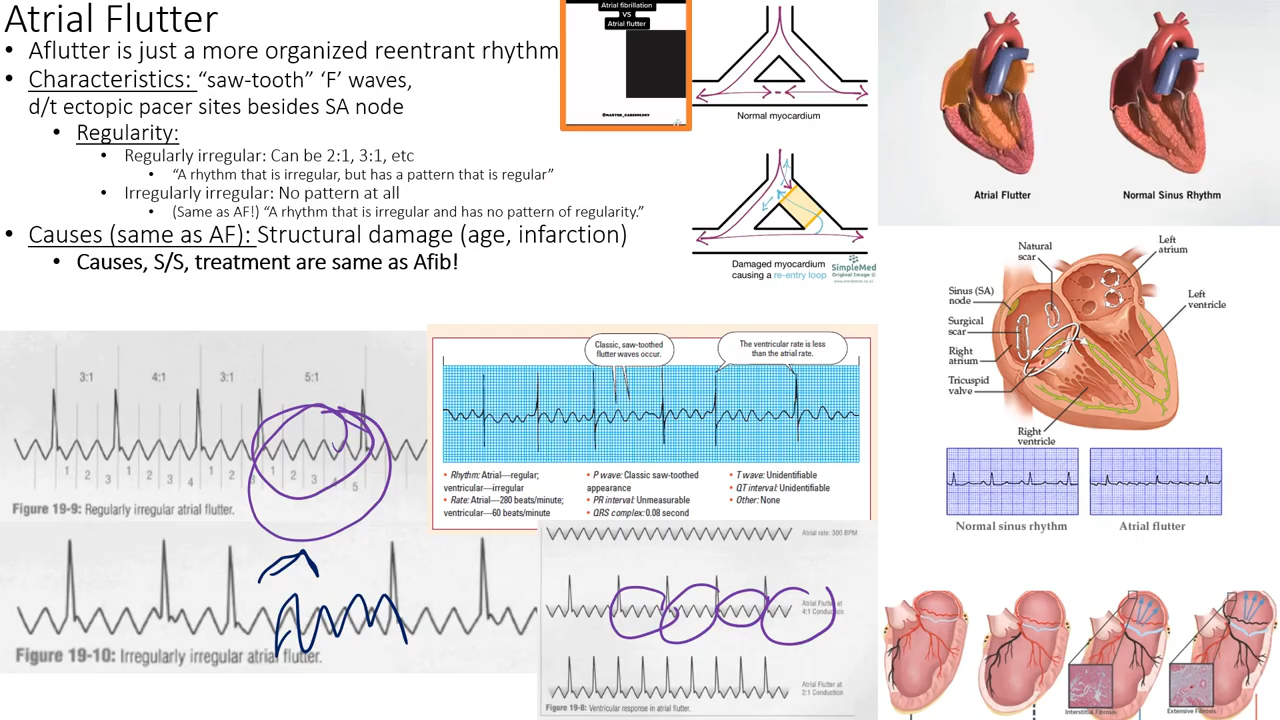 Atrial Flutter
• Aflutter is just a more organized reentrant rhythm
• Characteristics: “saw-tooth” ‘F’ waves,
d/t ectopic pacer sites besides SA node
• Regularity:
• Regularly irregular: Can be 2:1, 3:1, etc
• “A rhythm that is irregular, but has a pattern that is regular”
• Irregularly irregular: No pattern at all
• (Same as AF!) “A rhythm that is irregular and has no pattern of regularity.”
• Causes (same as AF): Structural damage (age, infarction)
• Causes, S/S, treatment are same as Afib!
Atrial fibrillation
VS
Atrial flutter
©MASTER_CARDIOLOGY
Normal myocardium
Damaged myocardium
causing a re-entry loop
SimpleMed
Original Image ©
www.simplemed.co.uk
Atrial Flutter
Normal Sinus Rhythm
Natural
scar
Left
atrium
Sinus (SA)
node
Left
ventricle
Surgical
scar
Right
atrium
Tricuspid
valve
Right
ventricle
Normal sinus rhythm
Atrial flutter
3:1 4:1 3:1 5:1
1 2 3 1 2 3 4 1 2 3 1 2 3 4 5
Figure 19-9: Regularly irregular atrial flutter.
Figure 19-10: Irregularly irregular atrial flutter.
Classic, saw-toothed
flutter waves occur.
The ventricular rate is less
than the atrial rate.
• Rhythm: Atrial—regular;
ventricular—irregular
• Rate: Atrial—280 beats/minute;
ventricular—60 beats/minute
• P wave: Classic saw-toothed
appearance
• PR interval: Unmeasurable
• QRS complex: 0.08 second
• T wave: Unidentifiable
• QT interval: Unidentifiable
• Other: None
Atrial rate: 300 BPM
Atrial Flutter at
4:1 Conduction
Atrial Flutter at
2:1 Conduction
Figure 19-8: Ventricular response in atrial flutter.
Interstitial Fibrosis
Extensive Fibrosis